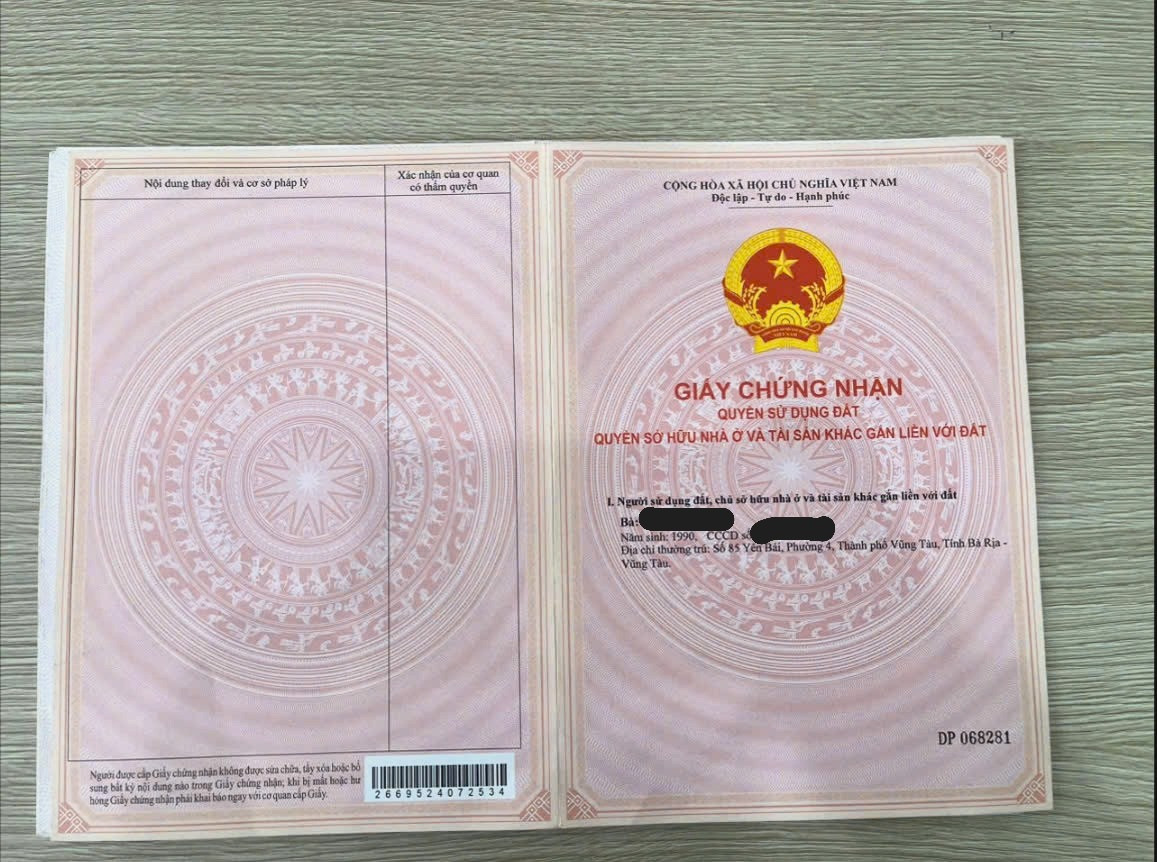 Nội dung thay đổi và cơ sở pháp lý
Xác nhận của cơ quan
có thẩm quyền
Người được cấp Giấy chứng nhận không được sửa chữa, tẩy xóa hoặc bổ
sung bất kỳ nội dung nào trong Giấy chứng nhận; khi bị mất hoặc hư
hỏng Giấy chứng nhận phải khai báo ngay với cơ quan cấp Giấy.
2669524072534
CỘNG HÒA XÃ HỘI CHỦ NGHĨA VIỆT NAM
Độc lập - Tự do - Hạnh phúc
GIẤY CHỨNG NHẬN
QUYỀN SỬ DỤNG ĐẤT
QUYỀN SỞ HỮU NHÀ Ở VÀ TÀI SẢN KHÁC GẮN LIỀN VỚI ĐẤT
I. Người sử dụng đất, chủ sở hữu nhà ở và tài sản khác gắn liền với đất
Bà:
Năm sinh: 1990, CCCD số
Địa chỉ thường trú: Số 85 Yên Bái, Phường 4, Thành phố Vũng Tàu, Tỉnh Bà Rịa -
Vũng Tàu.
DP 068281